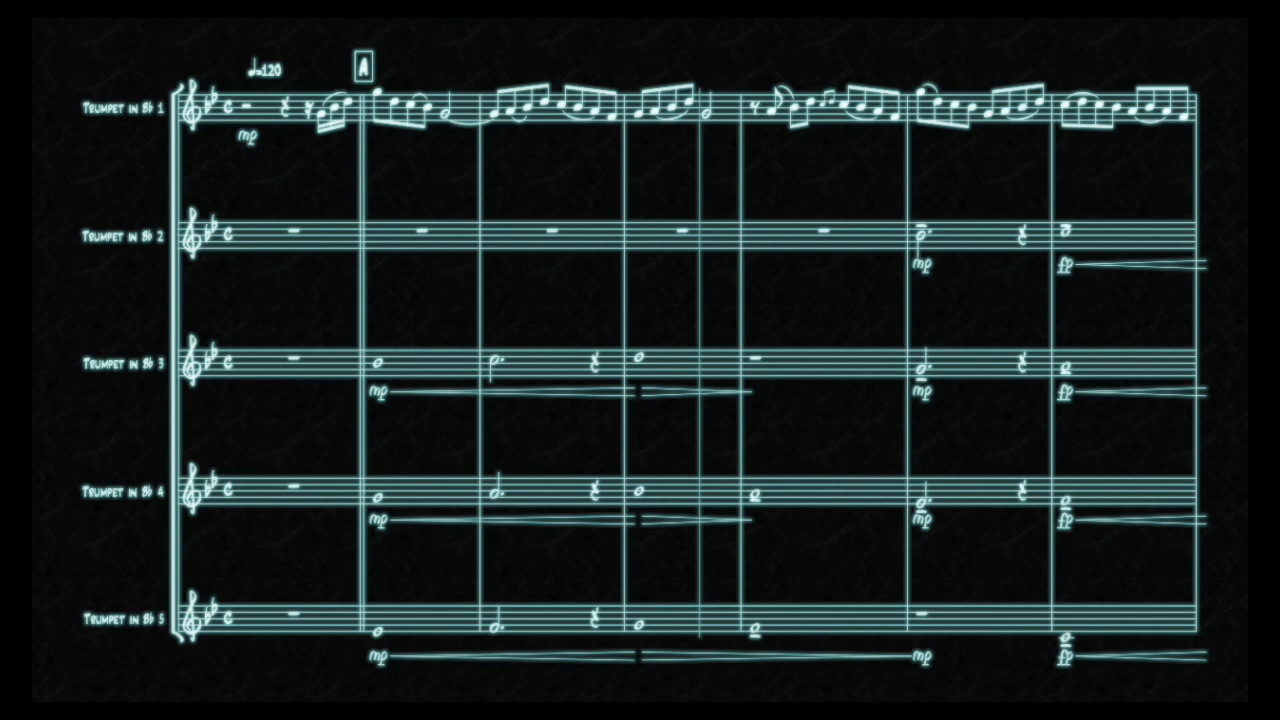 ♩=120
A
TRUMPET IN B♭ 1
mp
TRUMPET IN B♭ 2
mp fp
TRUMPET IN B♭ 3
mp mp fp
TRUMPET IN B♭ 4
mp mp fp
TRUMPET IN B♭ 5
mp mp fp